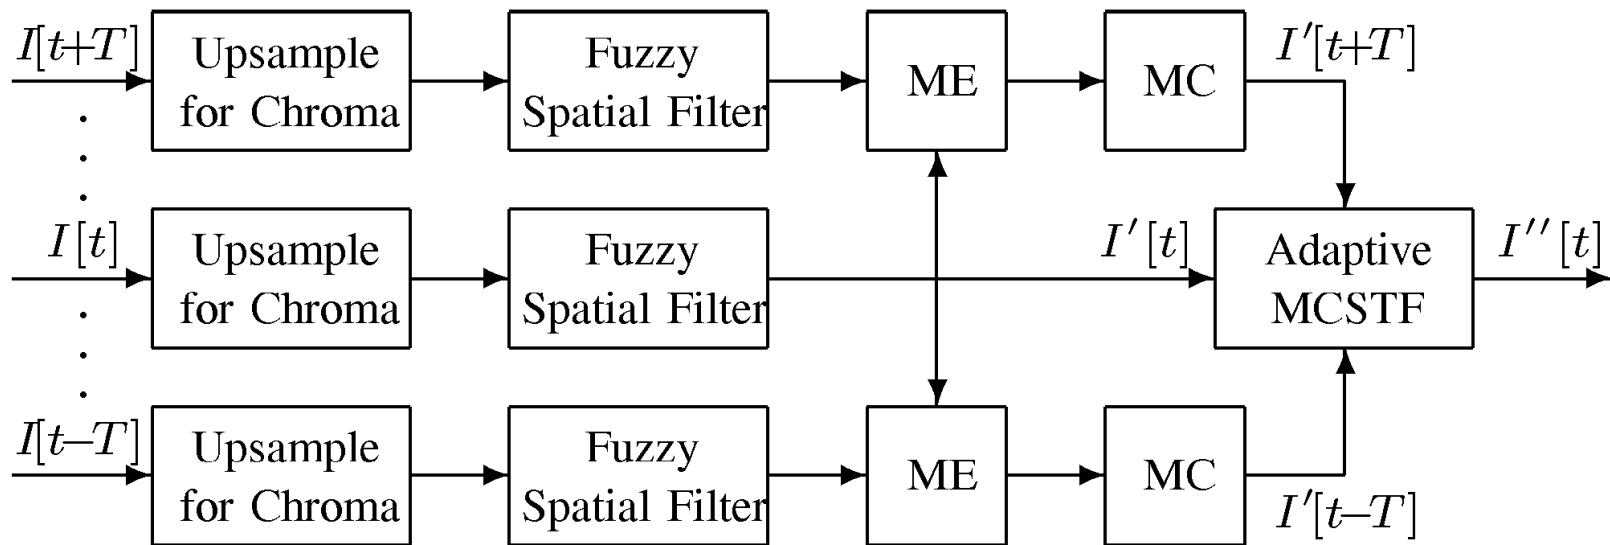 I[t+T]
Upsample
for Chroma
Fuzzy
Spatial Filter
ME
MC
I′[t+T]
I[t]
Upsample
for Chroma
Fuzzy
Spatial Filter
I′[t]
Adaptive
MCSTF
I′′[t]
I[t−T]
Upsample
for Chroma
Fuzzy
Spatial Filter
ME
MC
I′[t−T]